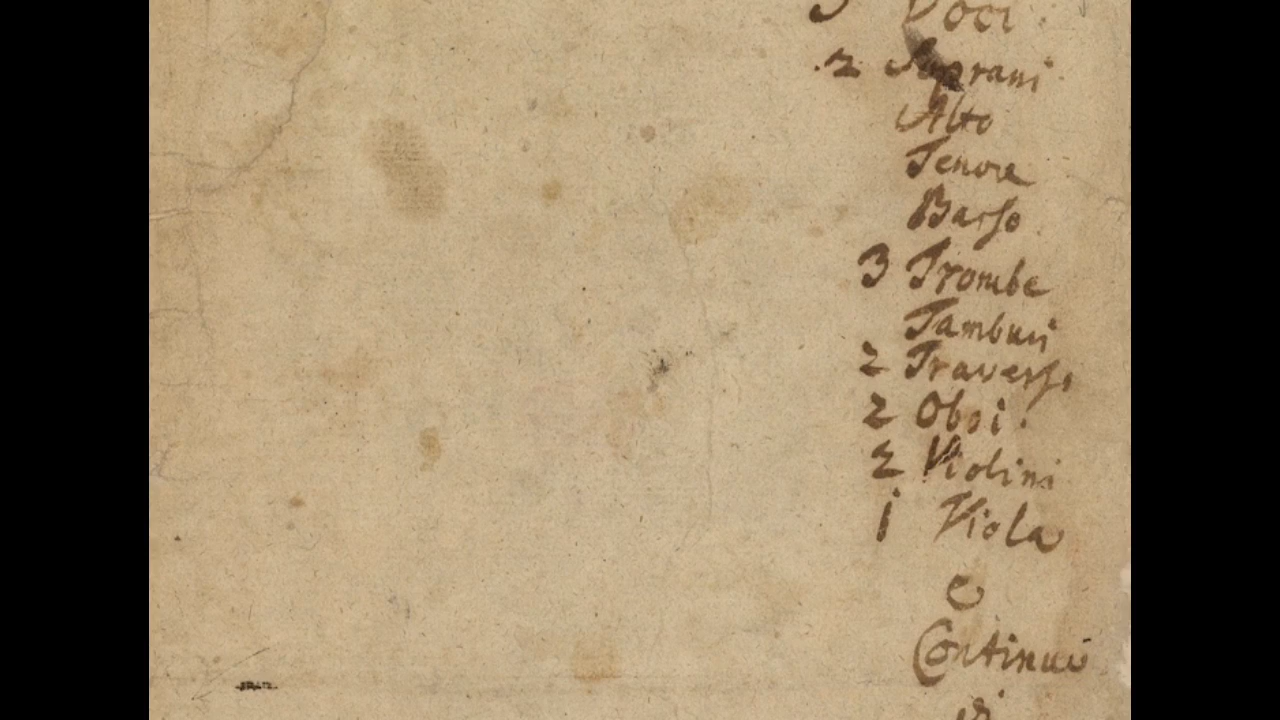 5 Voci.
.2 Soprani
Alto
Tenore
Basso
3 Trombe
Tamburi
2 Traversi
2 Oboi.
2 Violini
1 Viola
e
Continuo
di